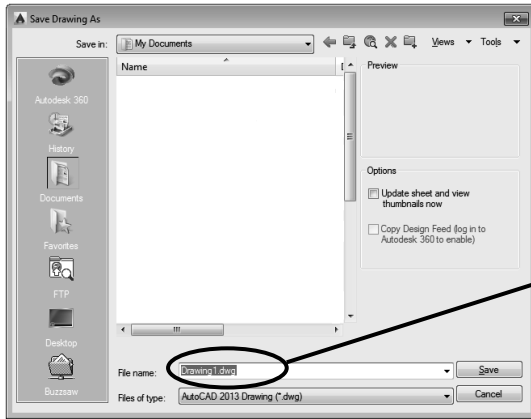 Save Drawing As
Save in:
My Documents
Views
Tools
Name
Preview
Autodesk 360
History
Documents
Favorites
FTP
Desktop
Buzzsaw
Options
Update sheet and view
thumbnails now
Copy Design Feed (log in to
Autodesk 360 to enable)
File name:
Drawing1.dwg
Save
Files of type:
AutoCAD 2013 Drawing (*.dwg)
Cancel